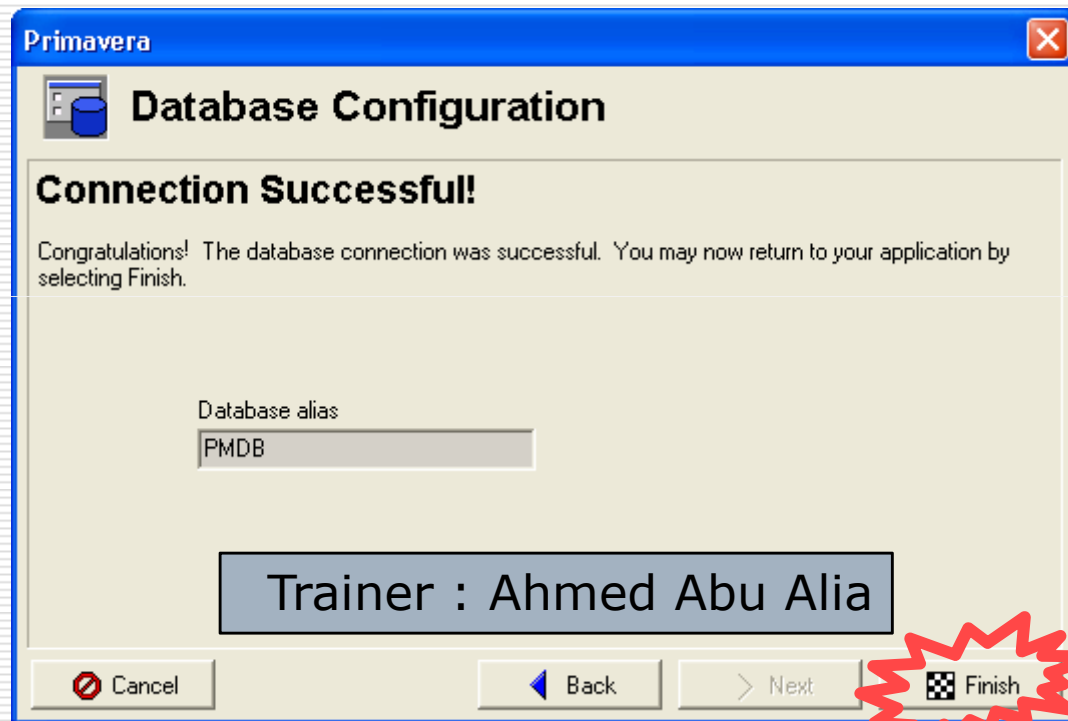 Primavera
Database Configuration
Connection Successful!
Congratulations!  The database connection was successful.  You may now return to your application by
selecting Finish.
Database alias
PMDB
Trainer : Ahmed Abu Alia
Cancel
Back
Next
Finish